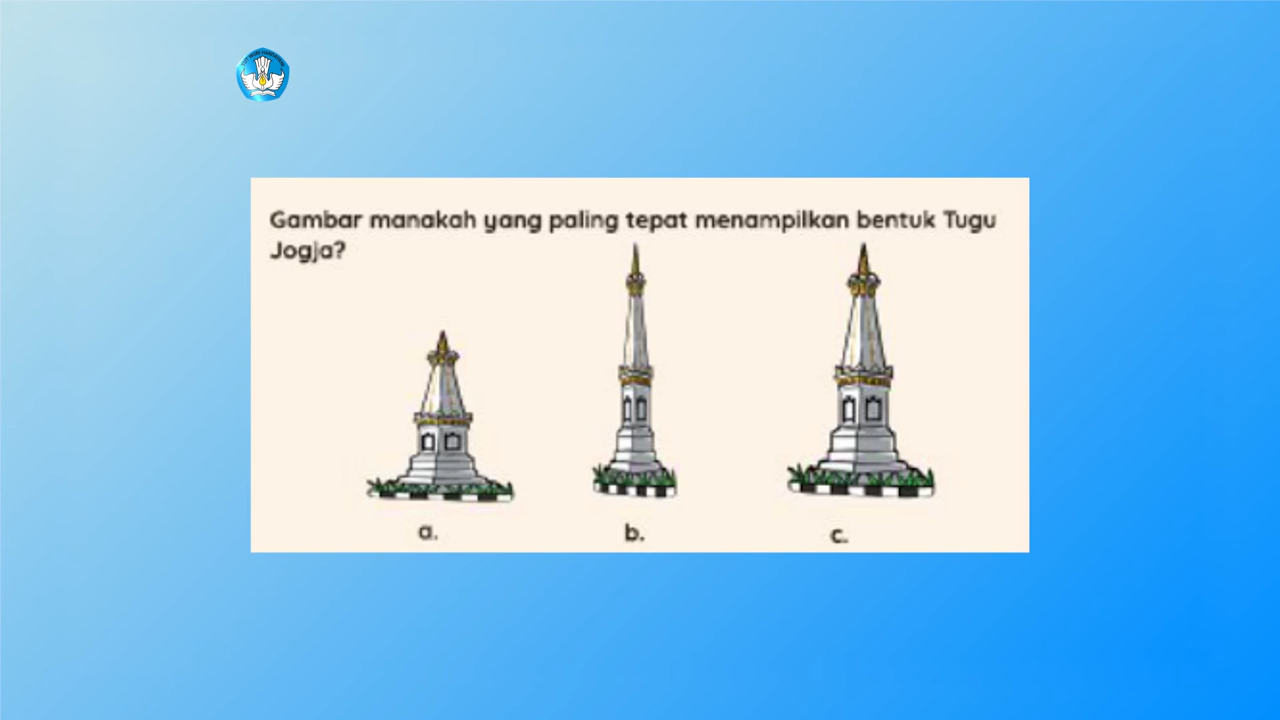 Gambar manakah yang paling tepat menampilkan bentuk Tugu
Jogja?
a.
b.
c.